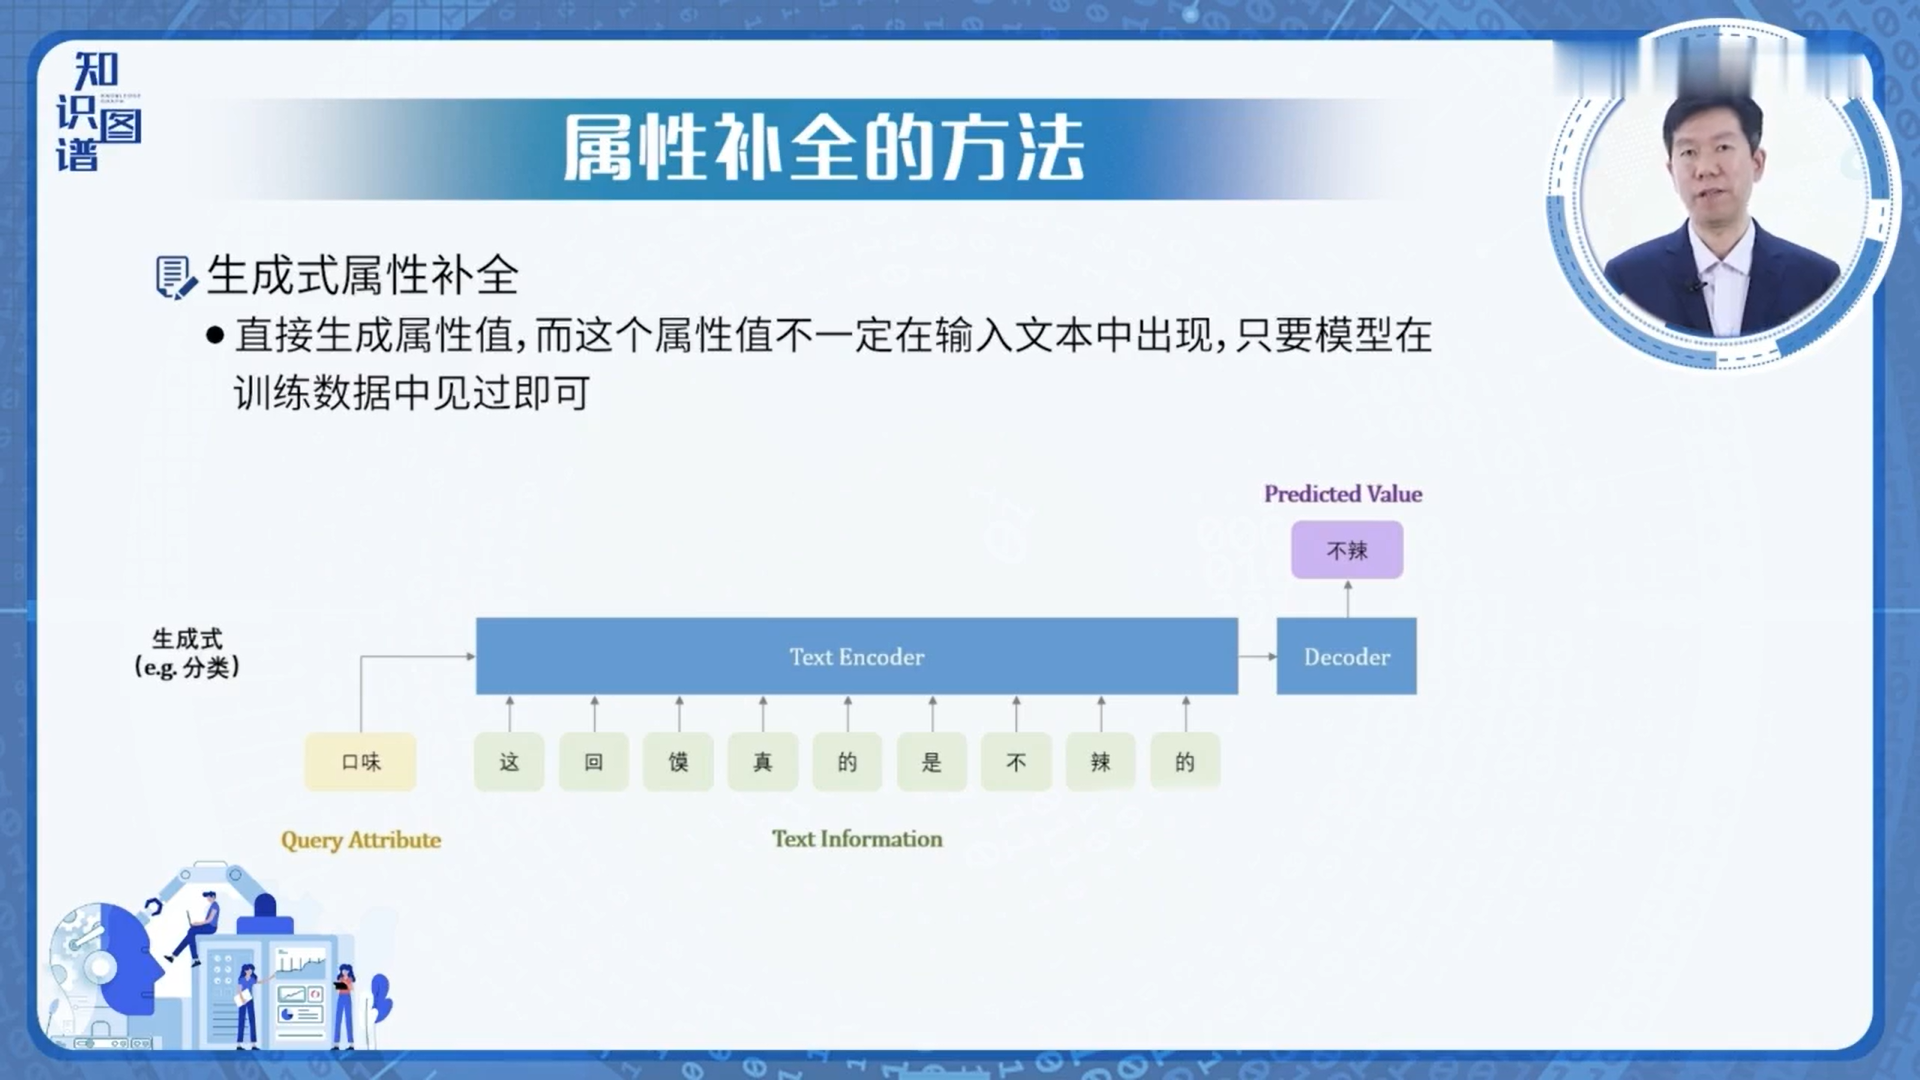 知识图谱
KNOWLEDGE GRAPH
属性补全的方法
生成式属性补全
● 直接生成属性值，而这个属性值不一定在输入文本中出现，只要模型在
训练数据中见过即可
Predicted Value
不辣
生成式
(e.g. 分类)
Text Encoder
Decoder
口味
这 回 馍 真 的 是 不 辣 的
Query Attribute
Text Information